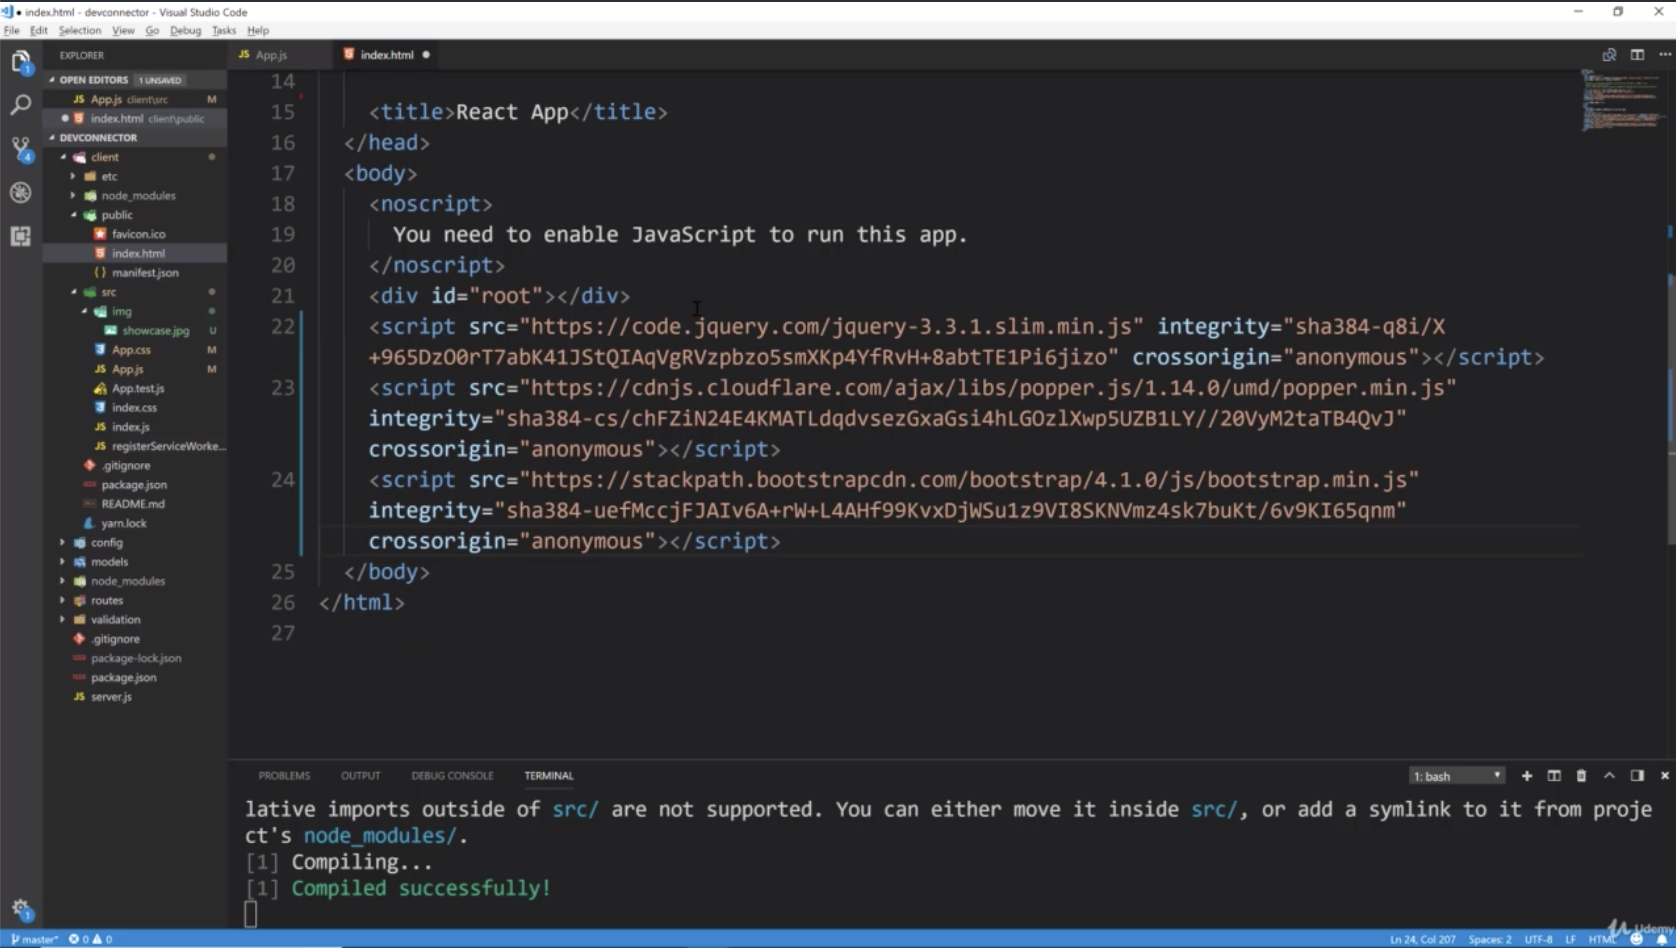 index.html - devconnector - Visual Studio Code
File Edit Selection View Go Debug Tasks Help
EXPLORER
OPEN EDITORS 1 UNSAVED
JS App.js client\src M
index.html client\public
DEVCONNECTOR
client
etc
node_modules
public
favicon.ico
index.html
{ } manifest.json
src
img
showcase.jpg U
App.css M
JS App.js M
App.test.js
index.css
JS index.js
JS registerServiceWorke...
.gitignore
package.json
README.md
yarn.lock
config
models
node_modules
routes
validation
.gitignore
package-lock.json
package.json
JS server.js
JS App.js index.html
14
15 <title>React App</title>
16 </head>
17 <body>
18 <noscript>
19 You need to enable JavaScript to run this app.
20 </noscript>
21 <div id="root"></div>
22 <script src="https://code.jquery.com/jquery-3.3.1.slim.min.js" integrity="sha384-q8i/X
+965DzO0rT7abK41JStQIAqVgRVzpbzo5smXKp4YfRvH+8abtTE1Pi6jizo" crossorigin="anonymous"></script>
23 <script src="https://cdnjs.cloudflare.com/ajax/libs/popper.js/1.14.0/umd/popper.min.js"
integrity="sha384-cs/chFZiN24E4KMATLdqdvsezGxaGsi4hLGOzlXwp5UZB1LY//20VyM2taTB4QvJ"
crossorigin="anonymous"></script>
24 <script src="https://stackpath.bootstrapcdn.com/bootstrap/4.1.0/js/bootstrap.min.js"
integrity="sha384-uefMccjFJAIv6A+rW+L4AHf99KvxDjWSu1z9VI8SKNVmz4sk7buKt/6v9KI65qnm"
crossorigin="anonymous"></script>
25 </body>
26 </html>
27
PROBLEMS OUTPUT DEBUG CONSOLE TERMINAL 1: bash
lative imports outside of src/ are not supported. You can either move it inside src/, or add a symlink to it from proje
ct's node_modules/.
[1] Compiling...
[1] Compiled successfully!
master* 0 0 Ln 24, Col 207 Spaces: 2 UTF-8 LF HTML
Udemy
1
4
1